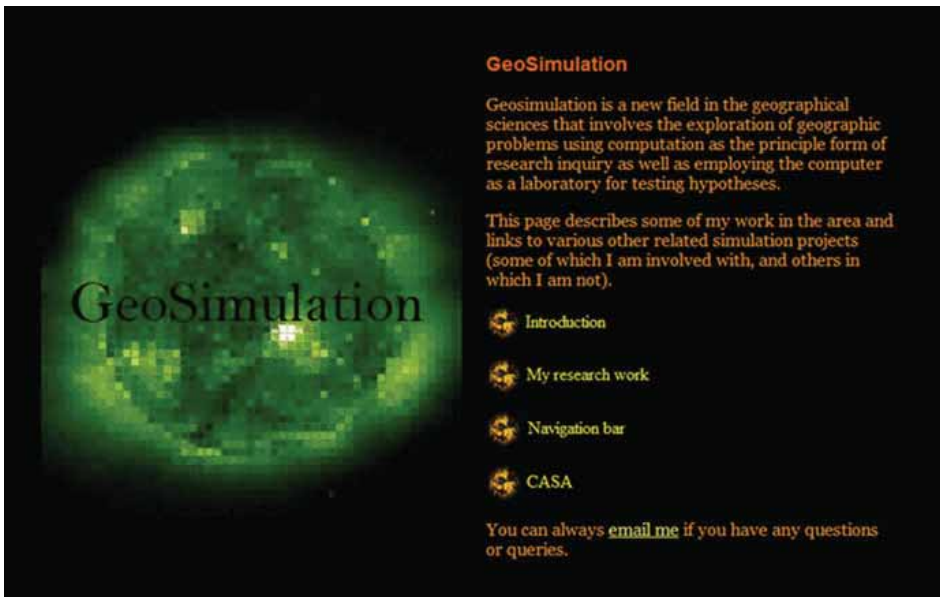 GeoSimulation
GeoSimulation
Geosimulation is a new field in the geographical
sciences that involves the exploration of geographic
problems using computation as the principle form of
research inquiry as well as employing the computer
as a laboratory for testing hypotheses.
This page describes some of my work in the area and
links to various other related simulation projects
(some of which I am involved with, and others in
which I am not).
Introduction
My research work
Navigation bar
CASA
You can always email me if you have any questions
or queries.